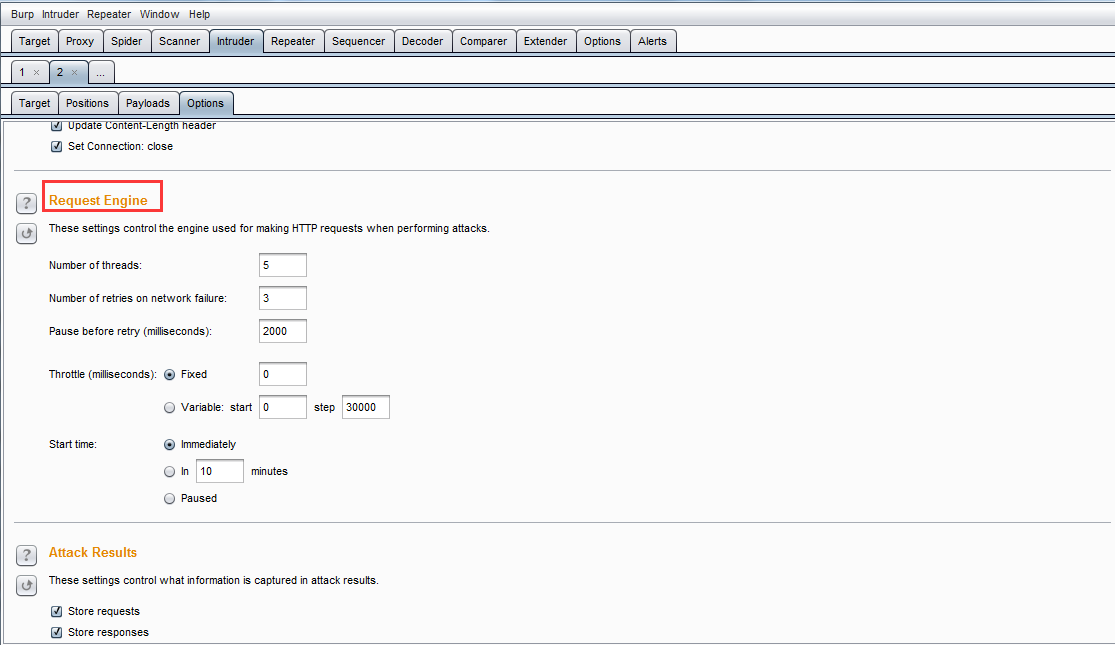 Burp Intruder Repeater Window Help
Target Proxy Spider Scanner Intruder Repeater Sequencer Decoder Comparer Extender Options Alerts
1 × 2 × ...
Target Positions Payloads Options
Update Content-Length header
Set Connection: close
? Request Engine
These settings control the engine used for making HTTP requests when performing attacks.
Number of threads: 5
Number of retries on network failure: 3
Pause before retry (milliseconds): 2000
Throttle (milliseconds): Fixed 0
Variable: start 0 step 30000
Start time: Immediately
In 10 minutes
Paused
? Attack Results
These settings control what information is captured in attack results.
Store requests
Store responses